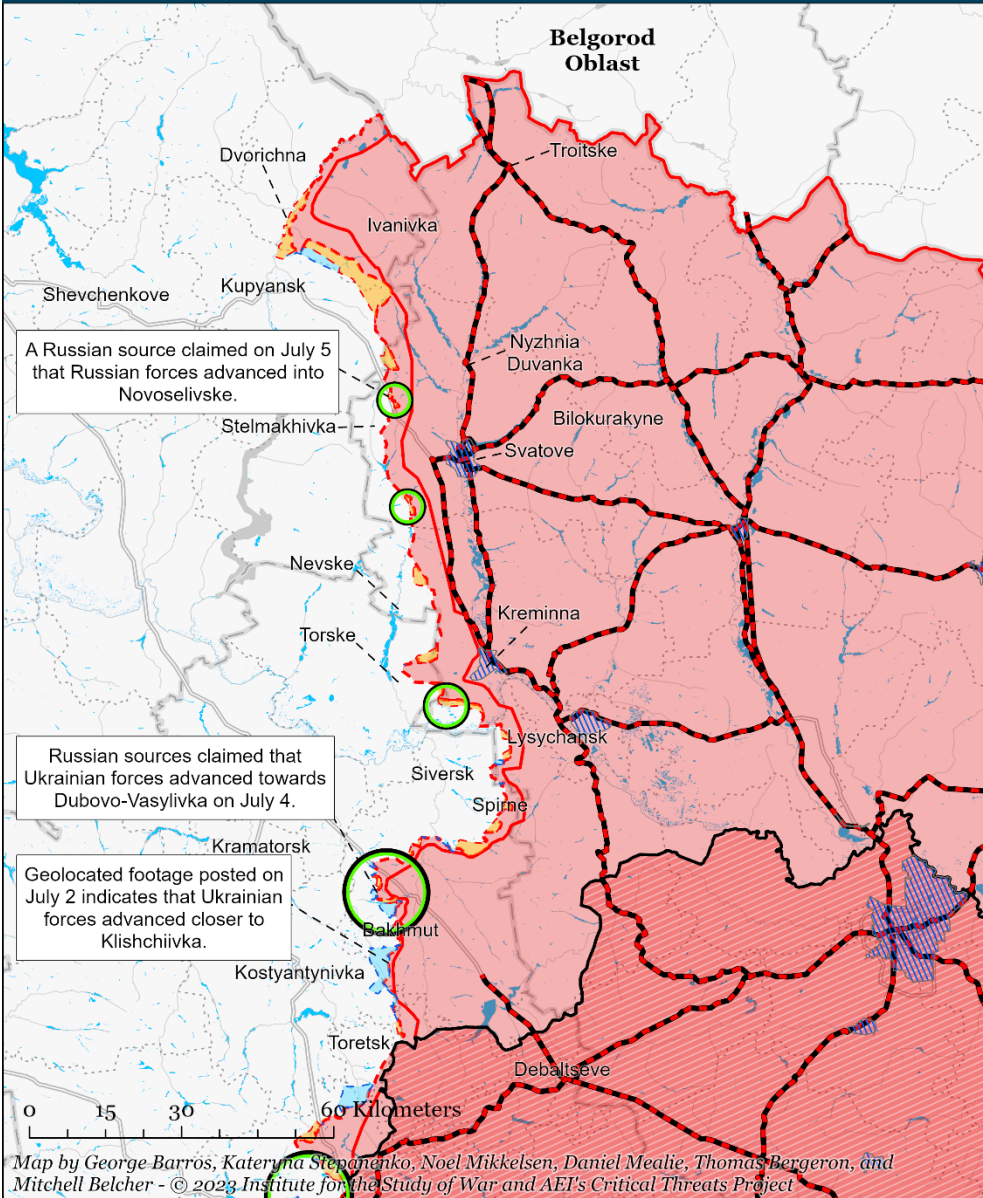 Belgorod
Oblast
Troitske
Dvorichna
Ivanivka
Kupyansk
Shevchenkove
Nyzhnia
Duvanka
A Russian source claimed on July 5
that Russian forces advanced into
Novoselivske.
Bilokurakyne
Stelmakhivka
Svatove
Nevske
Kreminna
Torske
Lysychansk
Russian sources claimed that
Ukrainian forces advanced towards
Dubovo-Vasylivka on July 4.
Siversk
Spirne
Kramatorsk
Geolocated footage posted on
July 2 indicates that Ukrainian
forces advanced closer to
Klishchiivka.
Bakhmut
Kostyantynivka
Toretsk
Debaltseve
0 15 30 60 Kilometers
Map by George Barros, Kateryna Stepanenko, Noel Mikkelsen, Daniel Mealie, Thomas Bergeron, and
Mitchell Belcher - © 2023 Institute for the Study of War and AEI's Critical Threats Project